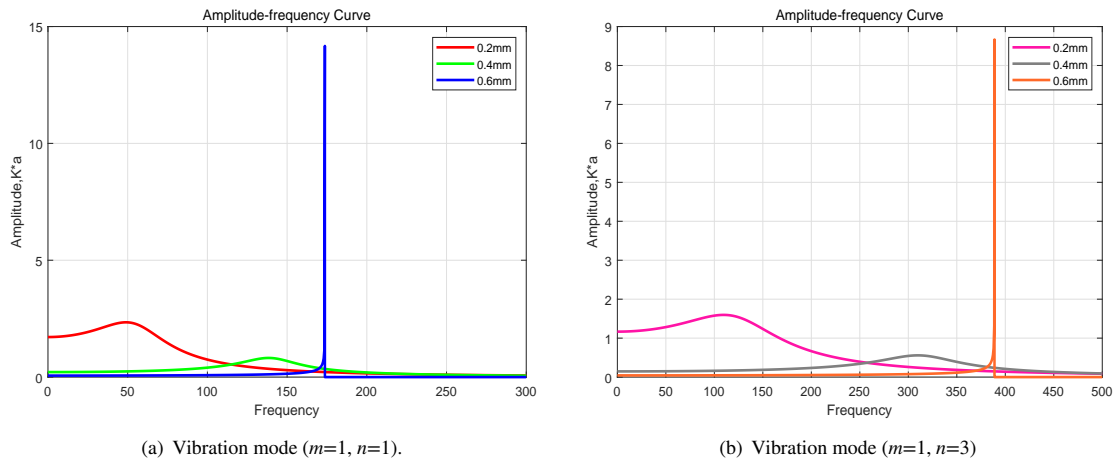 Amplitude-frequency Curve
15
10
5
0
Amplitude,K*a
0 50 100 150 200 250 300
Frequency
0.2mm
0.4mm
0.6mm
(a) Vibration mode (m=1, n=1).
Amplitude-frequency Curve
9
8
7
6
5
4
3
2
1
0
Amplitude,K*a
0 50 100 150 200 250 300 350 400 450 500
Frequency
0.2mm
0.4mm
0.6mm
(b) Vibration mode (m=1, n=3)